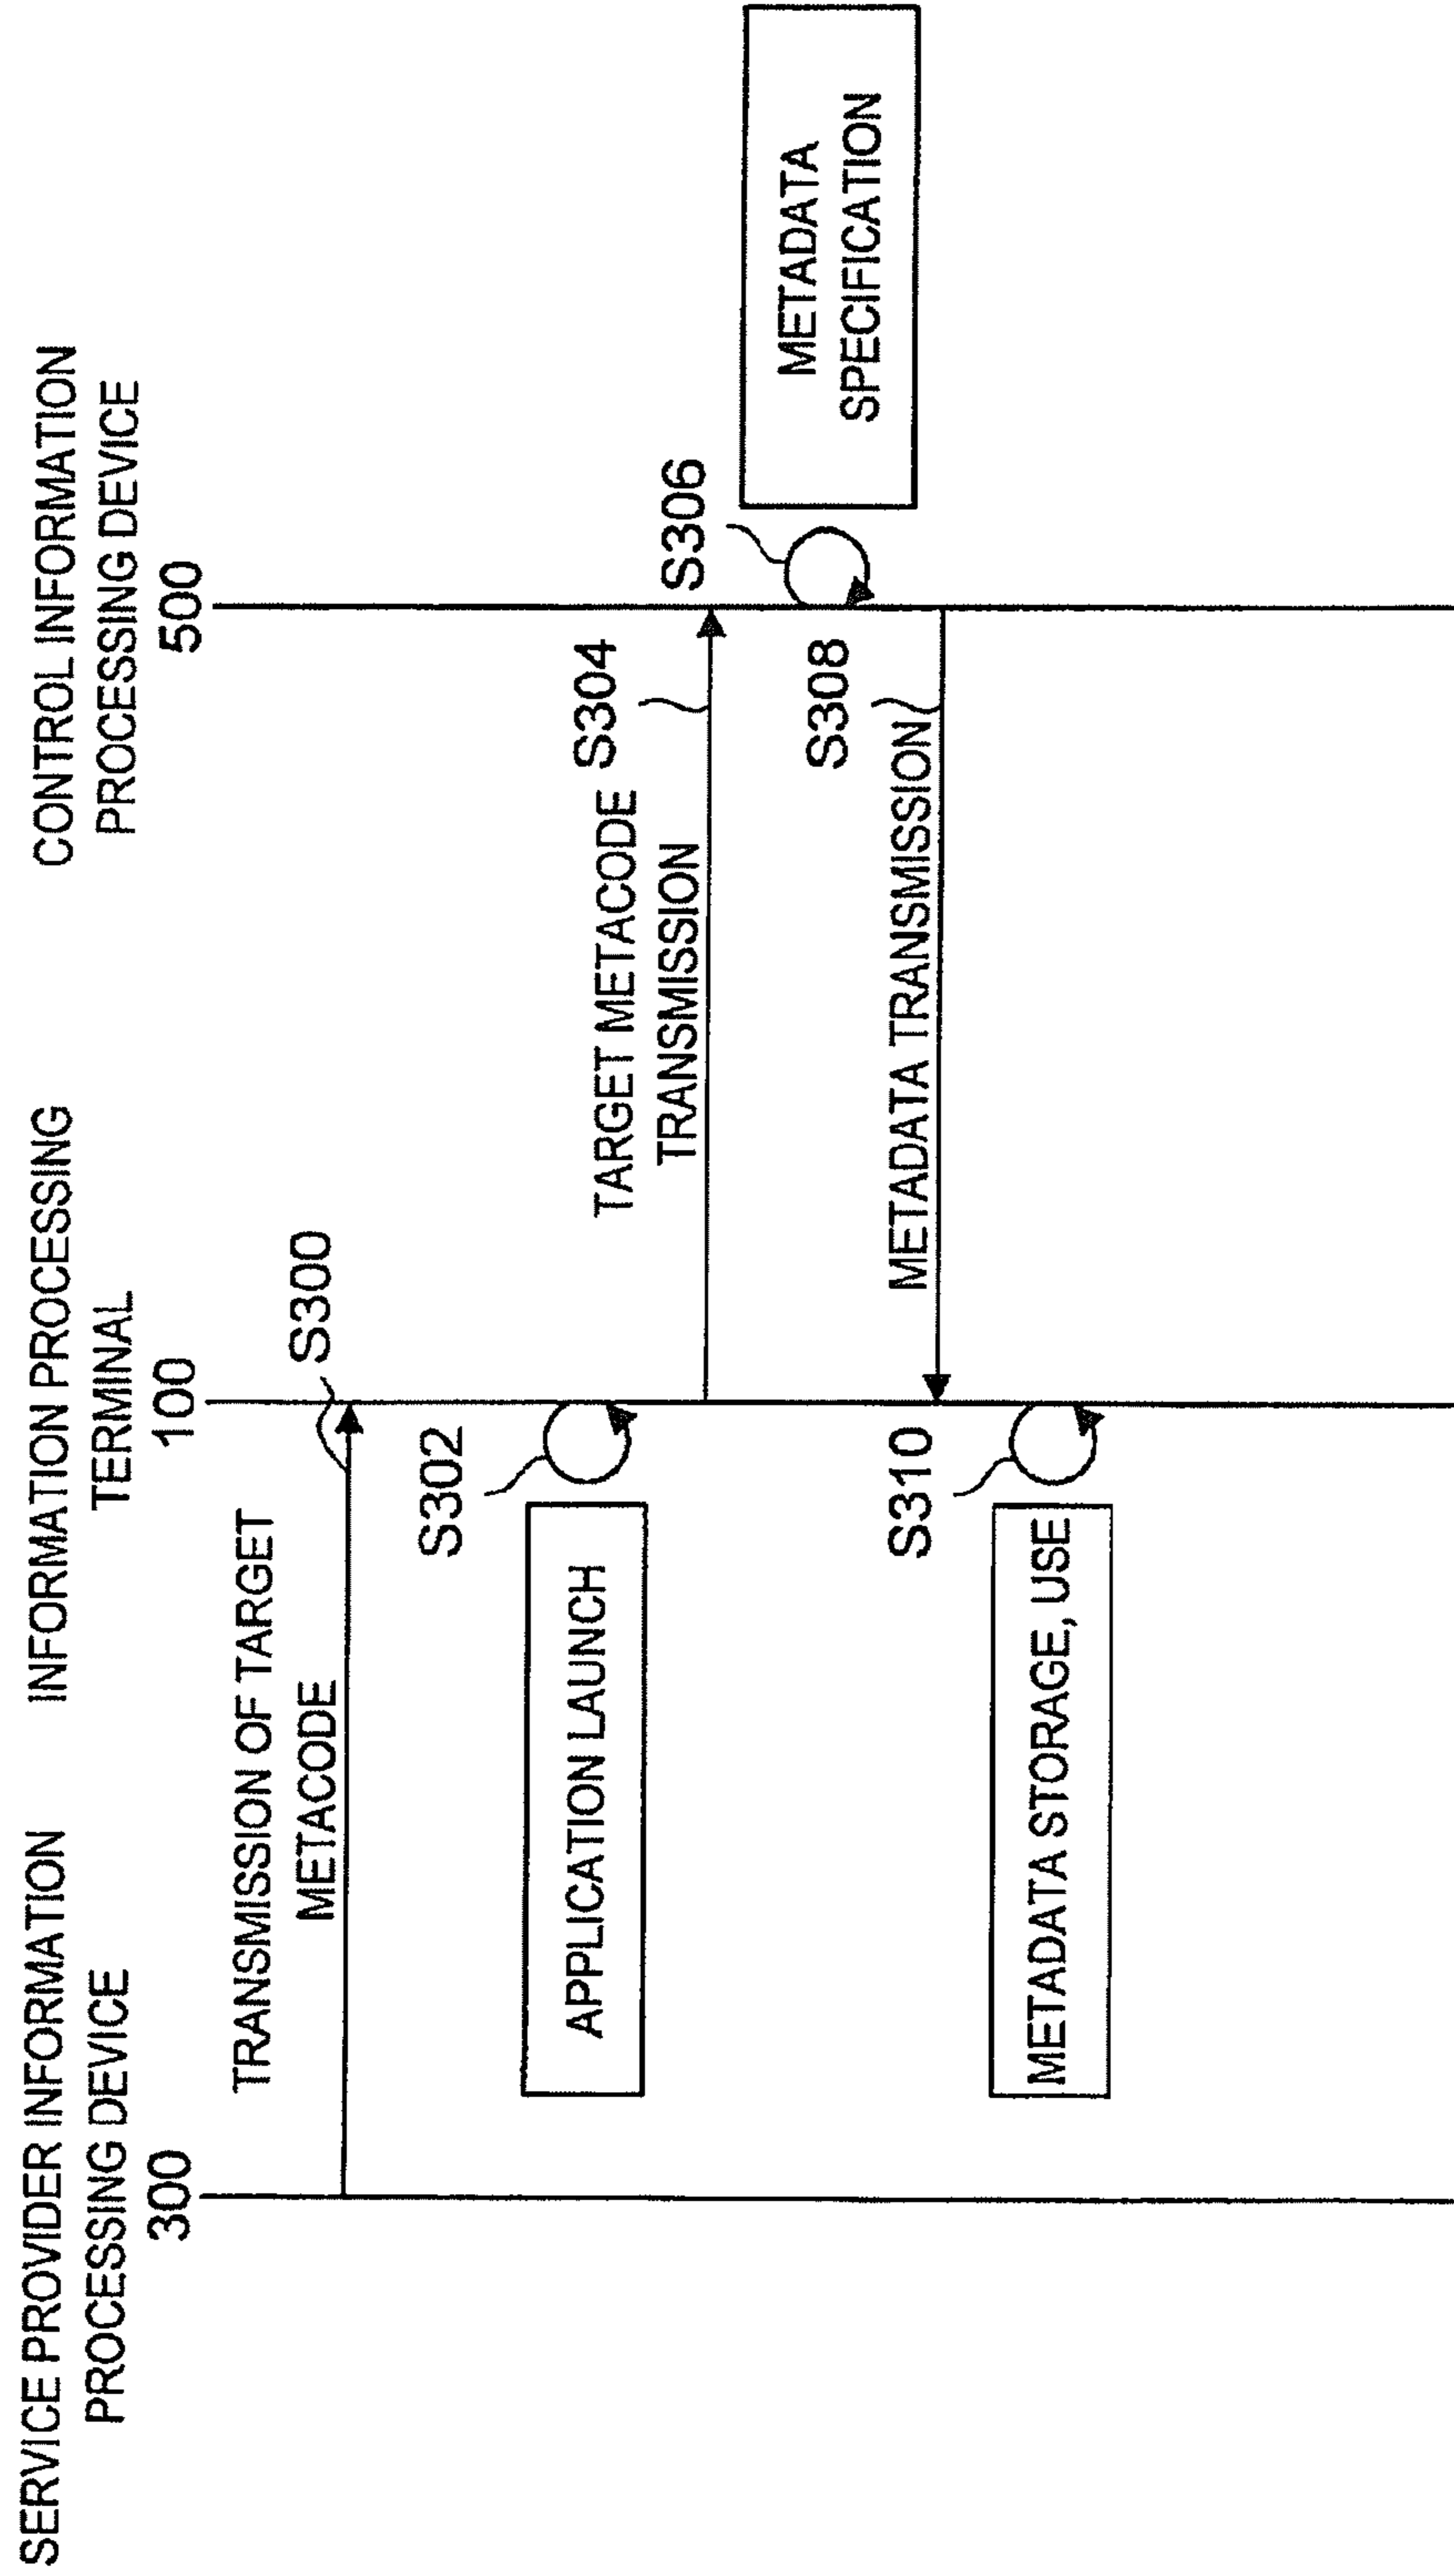 SERVICE PROVIDER INFORMATION
PROCESSING DEVICE
300
INFORMATION PROCESSING
TERMINAL
100
CONTROL INFORMATION
PROCESSING DEVICE
500
TRANSMISSION OF TARGET
METACODE
S300
S302
APPLICATION LAUNCH
TARGET METACODE
TRANSMISSION
S304
S306
METADATA
SPECIFICATION
S308
METADATA TRANSMISSION
S310
METADATA STORAGE, USE